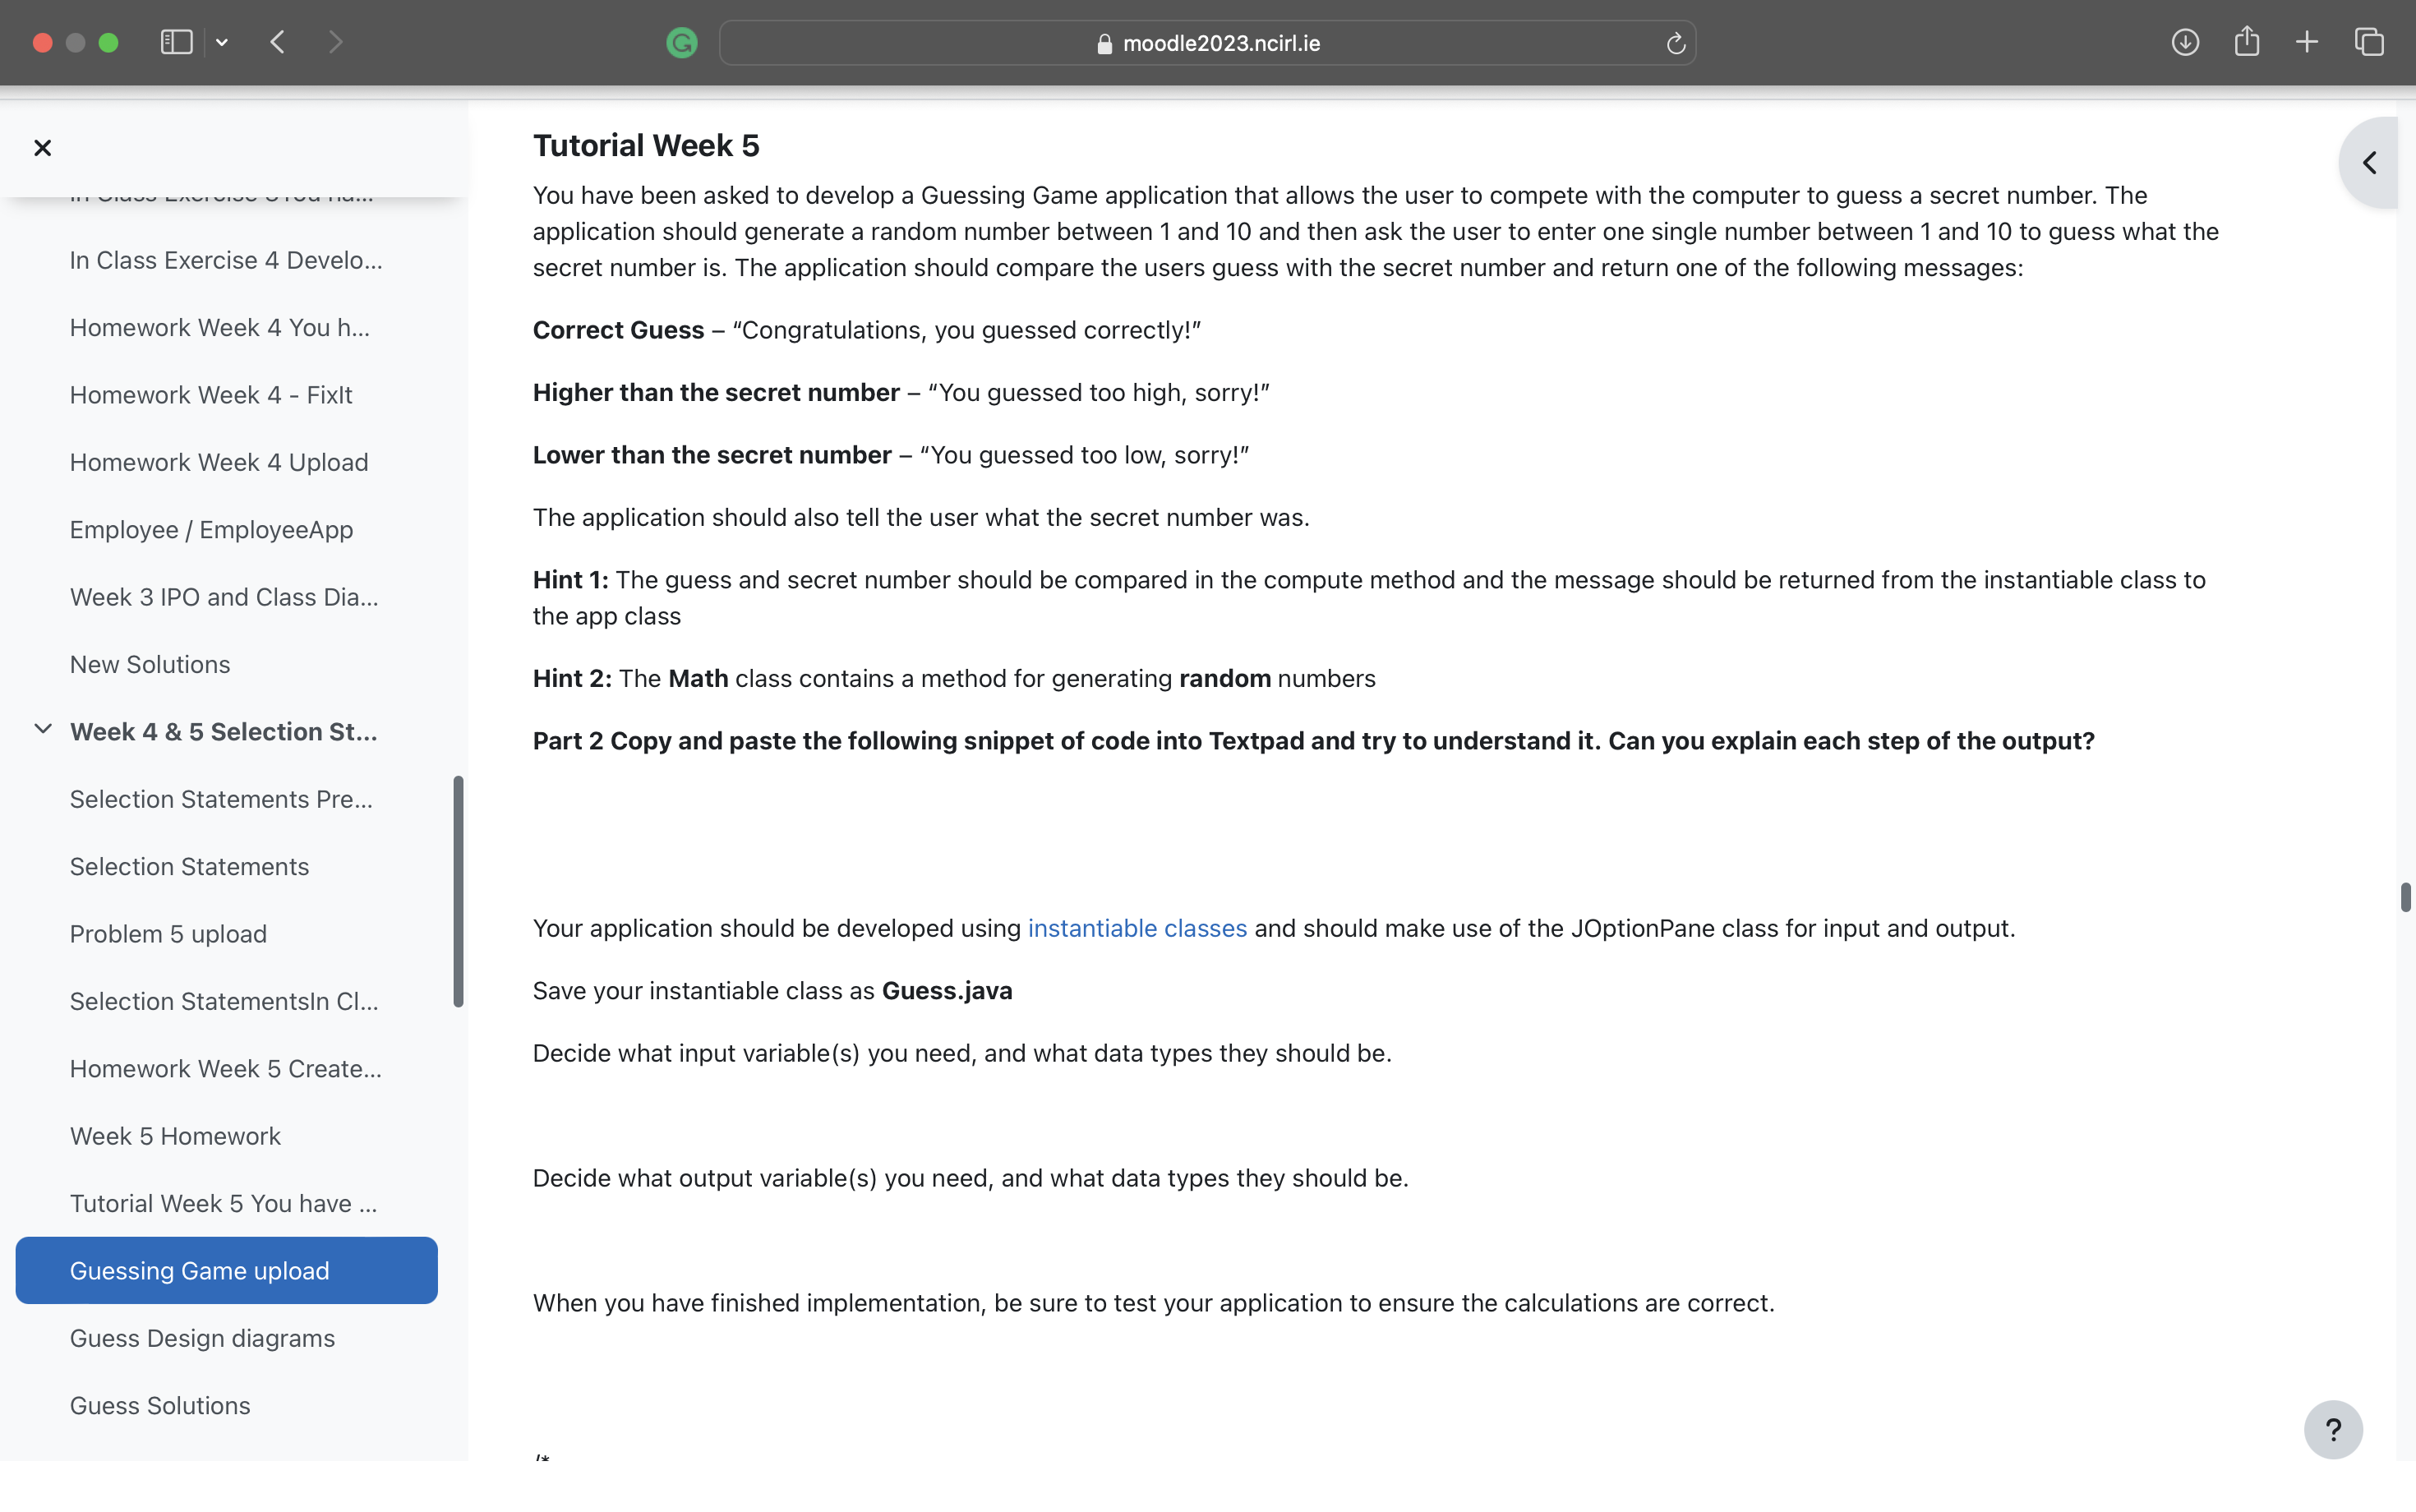 moodle2023.ncirl.ie
In Class Exercise 4 Develo...
Homework Week 4 You h...
Homework Week 4 - FixIt
Homework Week 4 Upload
Employee / EmployeeApp
Week 3 IPO and Class Dia...
New Solutions
Week 4 & 5 Selection St...
Selection Statements Pre...
Selection Statements
Problem 5 upload
Selection StatementsIn Cl...
Homework Week 5 Create...
Week 5 Homework
Tutorial Week 5 You have ...
Guessing Game upload
Guess Design diagrams
Guess Solutions
Tutorial Week 5
You have been asked to develop a Guessing Game application that allows the user to compete with the computer to guess a secret number. The
application should generate a random number between 1 and 10 and then ask the user to enter one single number between 1 and 10 to guess what the
secret number is. The application should compare the users guess with the secret number and return one of the following messages:
Correct Guess – “Congratulations, you guessed correctly!”
Higher than the secret number – “You guessed too high, sorry!”
Lower than the secret number – “You guessed too low, sorry!”
The application should also tell the user what the secret number was.
Hint 1: The guess and secret number should be compared in the compute method and the message should be returned from the instantiable class to
the app class
Hint 2: The Math class contains a method for generating random numbers
Part 2 Copy and paste the following snippet of code into Textpad and try to understand it. Can you explain each step of the output?
Your application should be developed using instantiable classes and should make use of the JOptionPane class for input and output.
Save your instantiable class as Guess.java
Decide what input variable(s) you need, and what data types they should be.
Decide what output variable(s) you need, and what data types they should be.
When you have finished implementation, be sure to test your application to ensure the calculations are correct.
/*
?